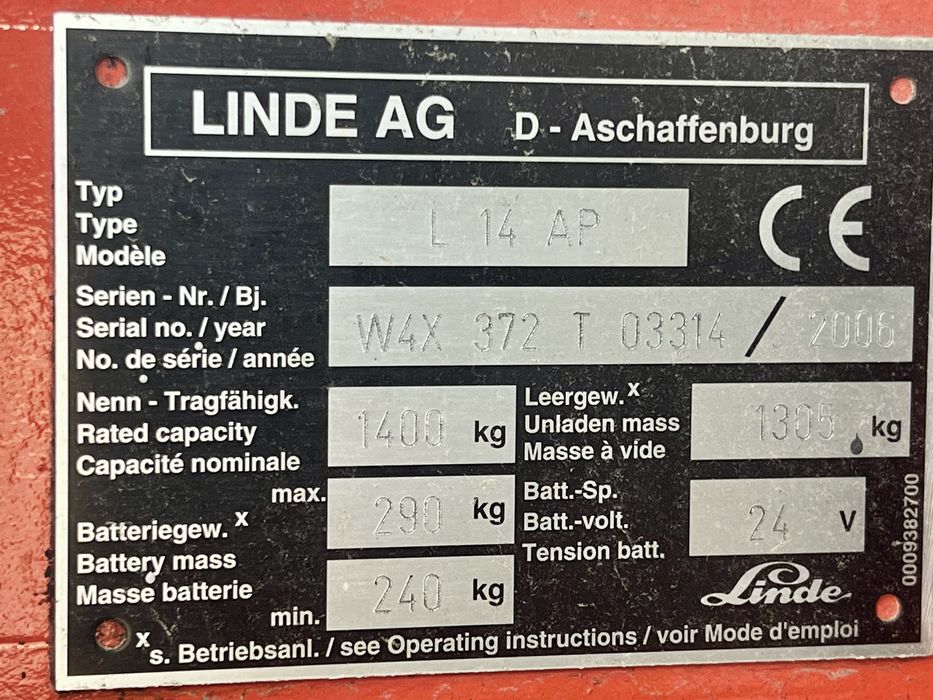 LINDE AG D - Aschaffenburg
Typ
Type
Modèle
L 14 AP
CE
Serien - Nr. / Bj.
Serial no. / year
No. de série / année
W4X 372 T 03314 / 2006
Nenn - Tragfähigk.
Rated capacity
Capacité nominale
1400 kg
Leergew. x
Unladen mass
Masse à vide
1305 kg
Batteriegew. x
Battery mass
Masse batterie
max. 290 kg
min. 240 kg
Batt.-Sp.
Batt.-volt.
Tension batt.
24 V
0009382700
Linde
x s. Betriebsanl. / see Operating instructions / voir Mode d'emploi